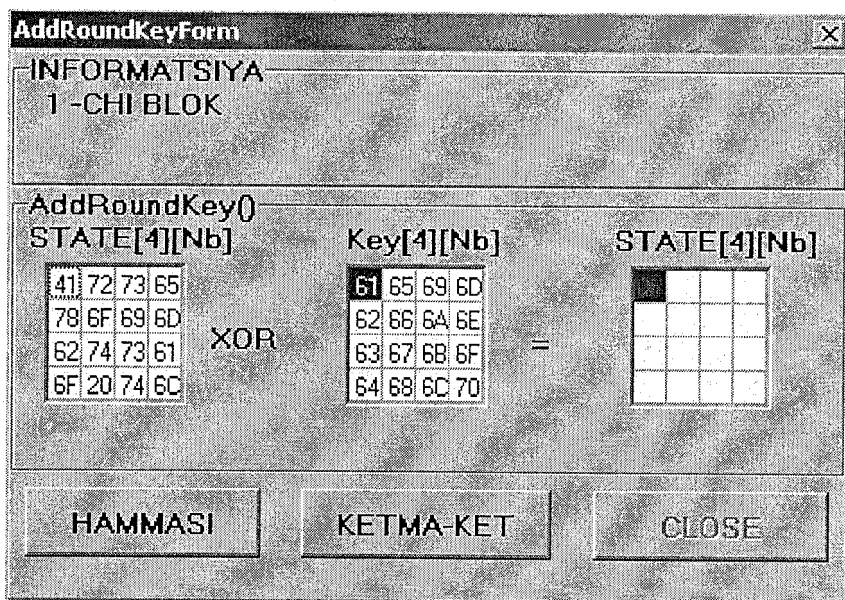 AddRoundKeyForm
INFORMATSIYA
1 -CHI BLOK
AddRoundKey()
STATE[4][Nb] Key[4][Nb] STATE[4][Nb]
41 72 73 65 61 65 69 6D
78 6F 69 6D 62 66 6A 6E
XOR =
62 74 73 61 63 67 6B 6F
6F 20 74 6C 64 68 6C 70
HAMMASI KETMA-KET CLOSE